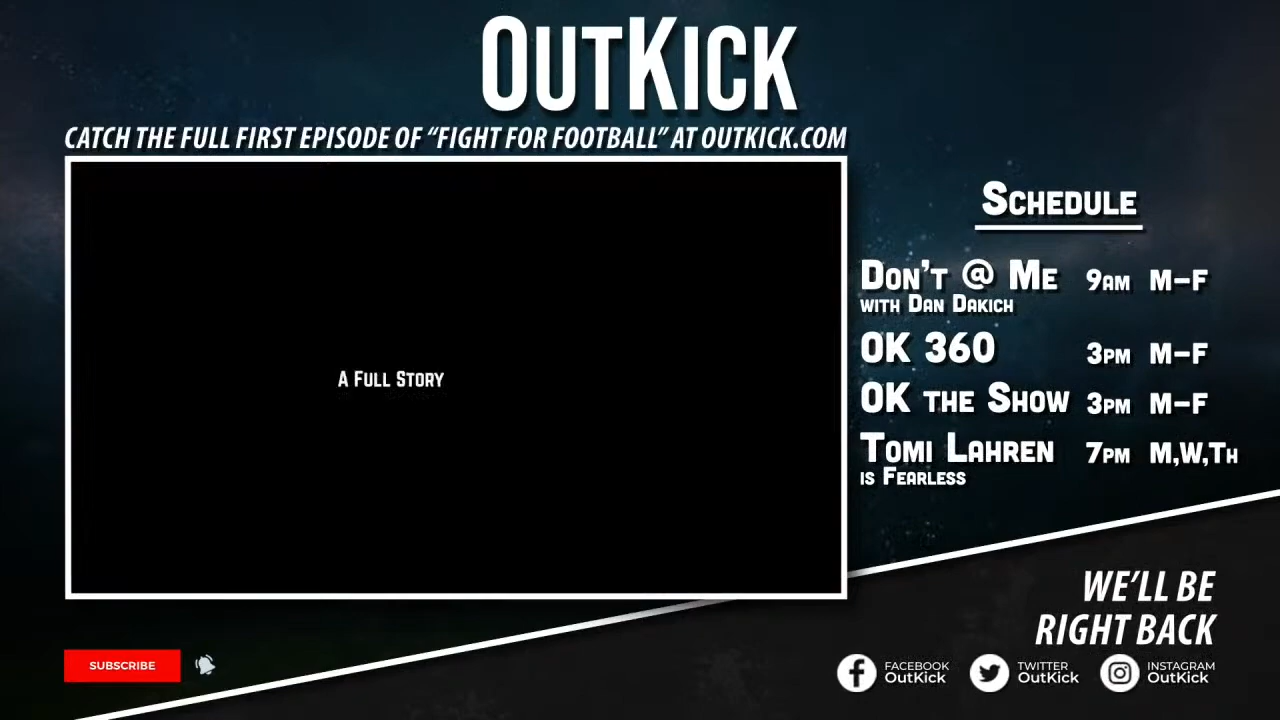 OutKick
CATCH THE FULL FIRST EPISODE OF “FIGHT FOR FOOTBALL” AT OUTKICK.COM
A Full Story
Schedule
Don’t @ Me 9am M–F
with Dan Dakich
OK 360 3pm M–F
OK the Show 3pm M–F
Tomi Lahren 7pm M,W,Th
is Fearless
WE’LL BE
RIGHT BACK
SUBSCRIBE
FACEBOOK
OutKick
TWITTER
OutKick
INSTAGRAM
OutKick